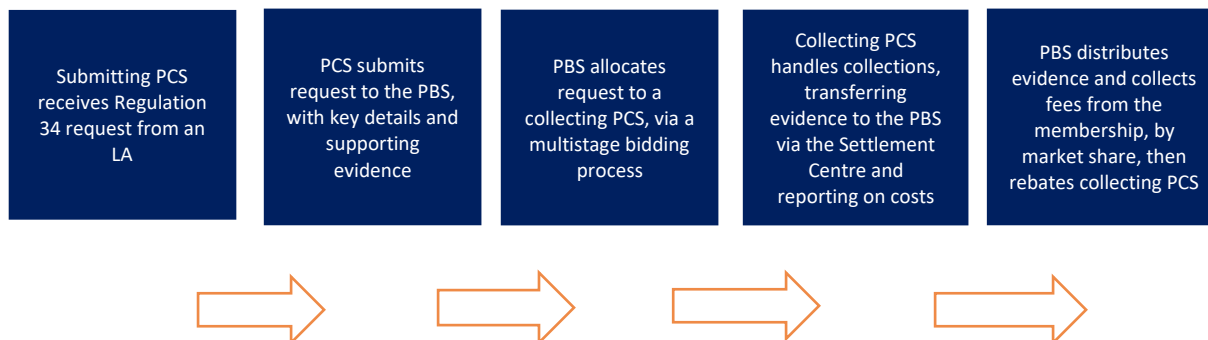 Submitting PCS
receives Regulation
34 request from an
LA
PCS submits
request to the PBS,
with key details and
supporting
evidence
PBS allocates
request to a
collecting PCS, via a
multistage bidding
process
Collecting PCS
handles collections,
transferring
evidence to the PBS
via the Settlement
Centre and
reporting on costs
PBS distributes
evidence and collects
fees from the
membership, by
market share, then
rebates collecting PCS